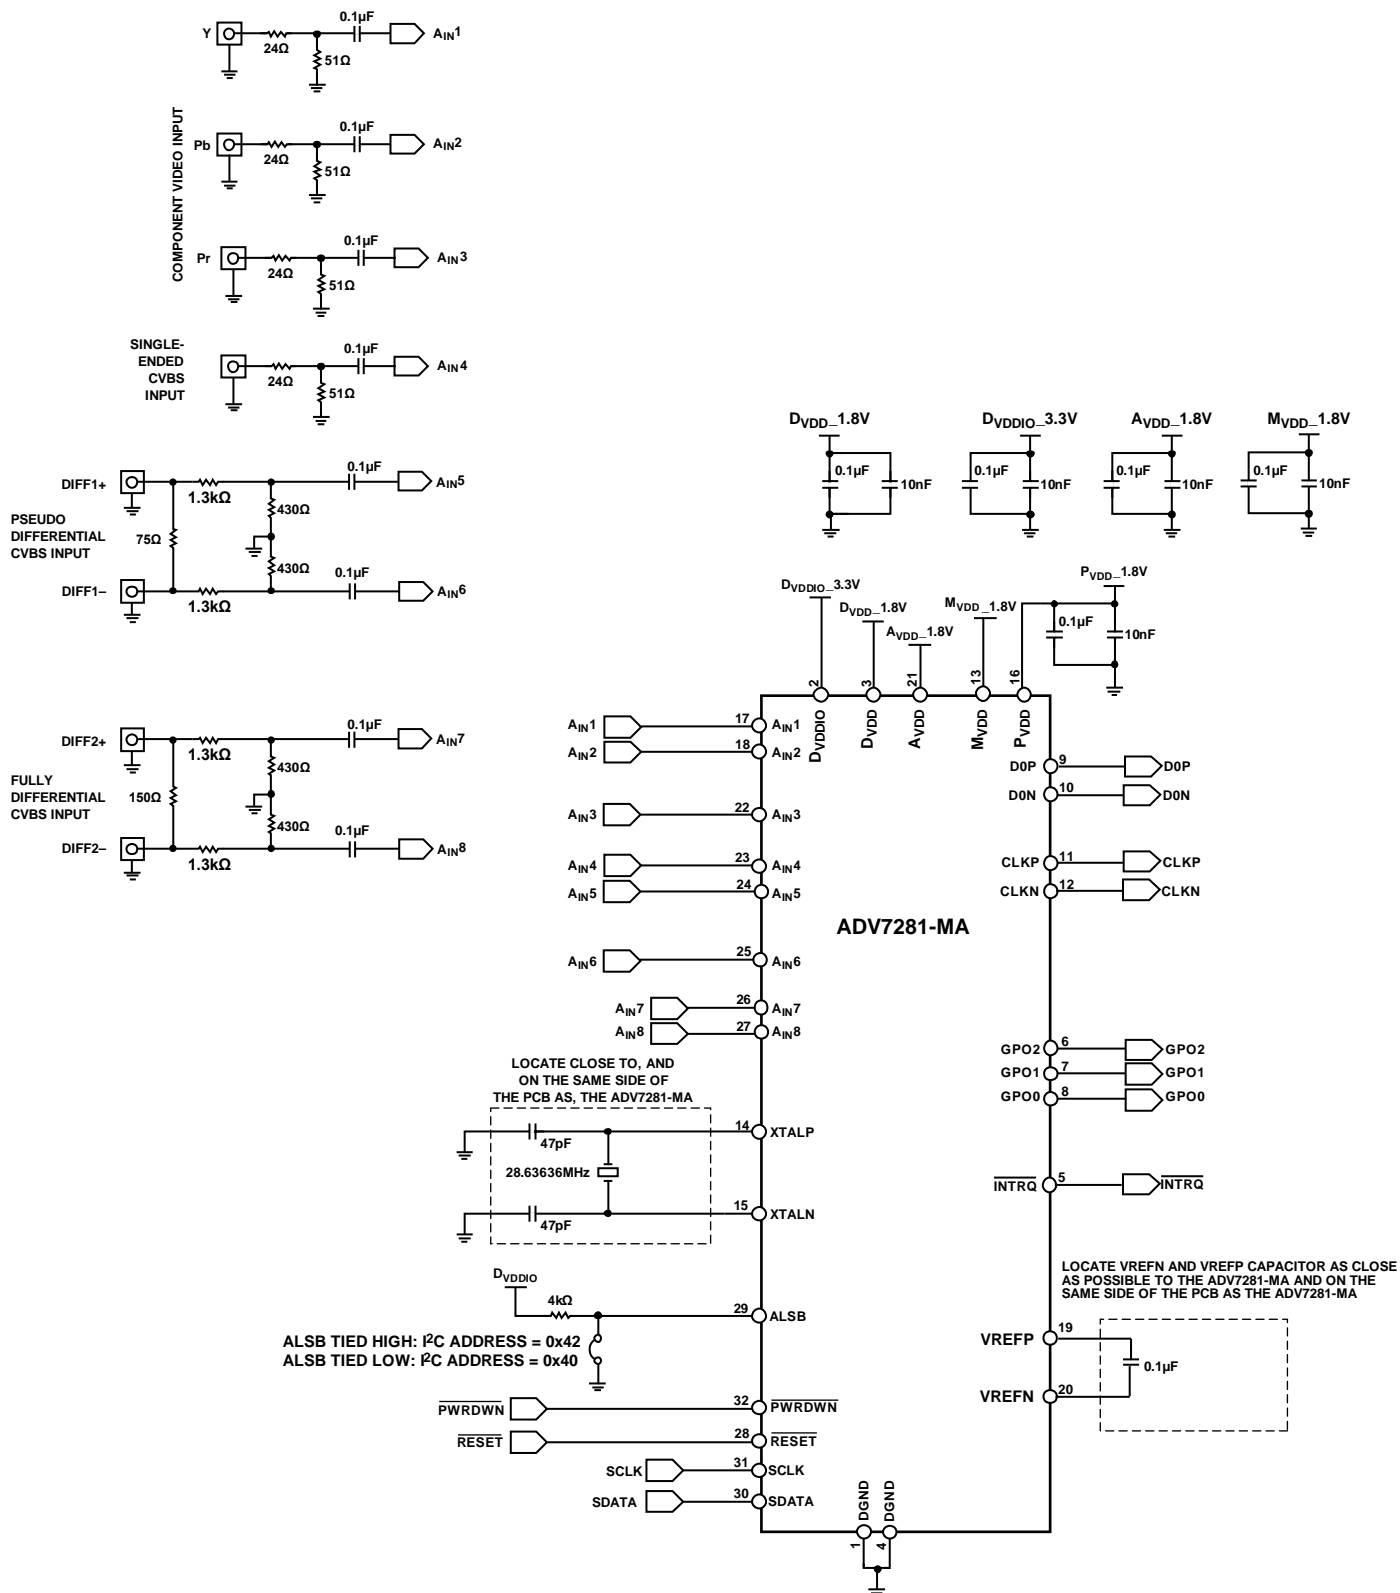 Y
0.1µF
24Ω
51Ω
AIN1
COMPONENT VIDEO INPUT
Pb
0.1µF
24Ω
51Ω
AIN2
Pr
0.1µF
24Ω
51Ω
AIN3
SINGLE-
ENDED
CVBS
INPUT
0.1µF
24Ω
51Ω
AIN4
DIFF1+
1.3kΩ
0.1µF
AIN5
PSEUDO
DIFFERENTIAL
CVBS INPUT
75Ω
430Ω
430Ω
DIFF1–
1.3kΩ
0.1µF
AIN6
DIFF2+
1.3kΩ
0.1µF
AIN7
FULLY
DIFFERENTIAL
CVBS INPUT
150Ω
430Ω
430Ω
DIFF2–
1.3kΩ
0.1µF
AIN8
DVDD_1.8V
0.1µF
10nF
DVDDIO_3.3V
0.1µF
10nF
AVDD_1.8V
0.1µF
10nF
MVDD_1.8V
0.1µF
10nF
DVDDIO_3.3V
DVDD_1.8V
AVDD_1.8V
MVDD_1.8V
PVDD_1.8V
0.1µF
10nF
2
3
21
13
16
DVDDIO
DVDD
AVDD
MVDD
PVDD
AIN1 17 AIN1
AIN2 18 AIN2
AIN3 22 AIN3
AIN4 23 AIN4
AIN5 24 AIN5
AIN6 25 AIN6
AIN7 26 AIN7
AIN8 27 AIN8
ADV7281-MA
D0P 9 D0P
D0N 10 D0N
CLKP 11 CLKP
CLKN 12 CLKN
GPO2 6 GPO2
GPO1 7 GPO1
GPO0 8 GPO0
INTRQ 5 INTRQ
LOCATE CLOSE TO, AND
ON THE SAME SIDE OF
THE PCB AS, THE ADV7281-MA
47pF
14 XTALP
28.63636MHz
47pF
15 XTALN
DVDDIO
4kΩ
29 ALSB
ALSB TIED HIGH: I2C ADDRESS = 0x42
ALSB TIED LOW: I2C ADDRESS = 0x40
LOCATE VREFN AND VREFP CAPACITOR AS CLOSE
AS POSSIBLE TO THE ADV7281-MA AND ON THE
SAME SIDE OF THE PCB AS THE ADV7281-MA
VREFP 19
0.1µF
VREFN 20
PWRDWN 32 PWRDWN
RESET 28 RESET
SCLK 31 SCLK
SDATA 30 SDATA
DGND
DGND
1
4